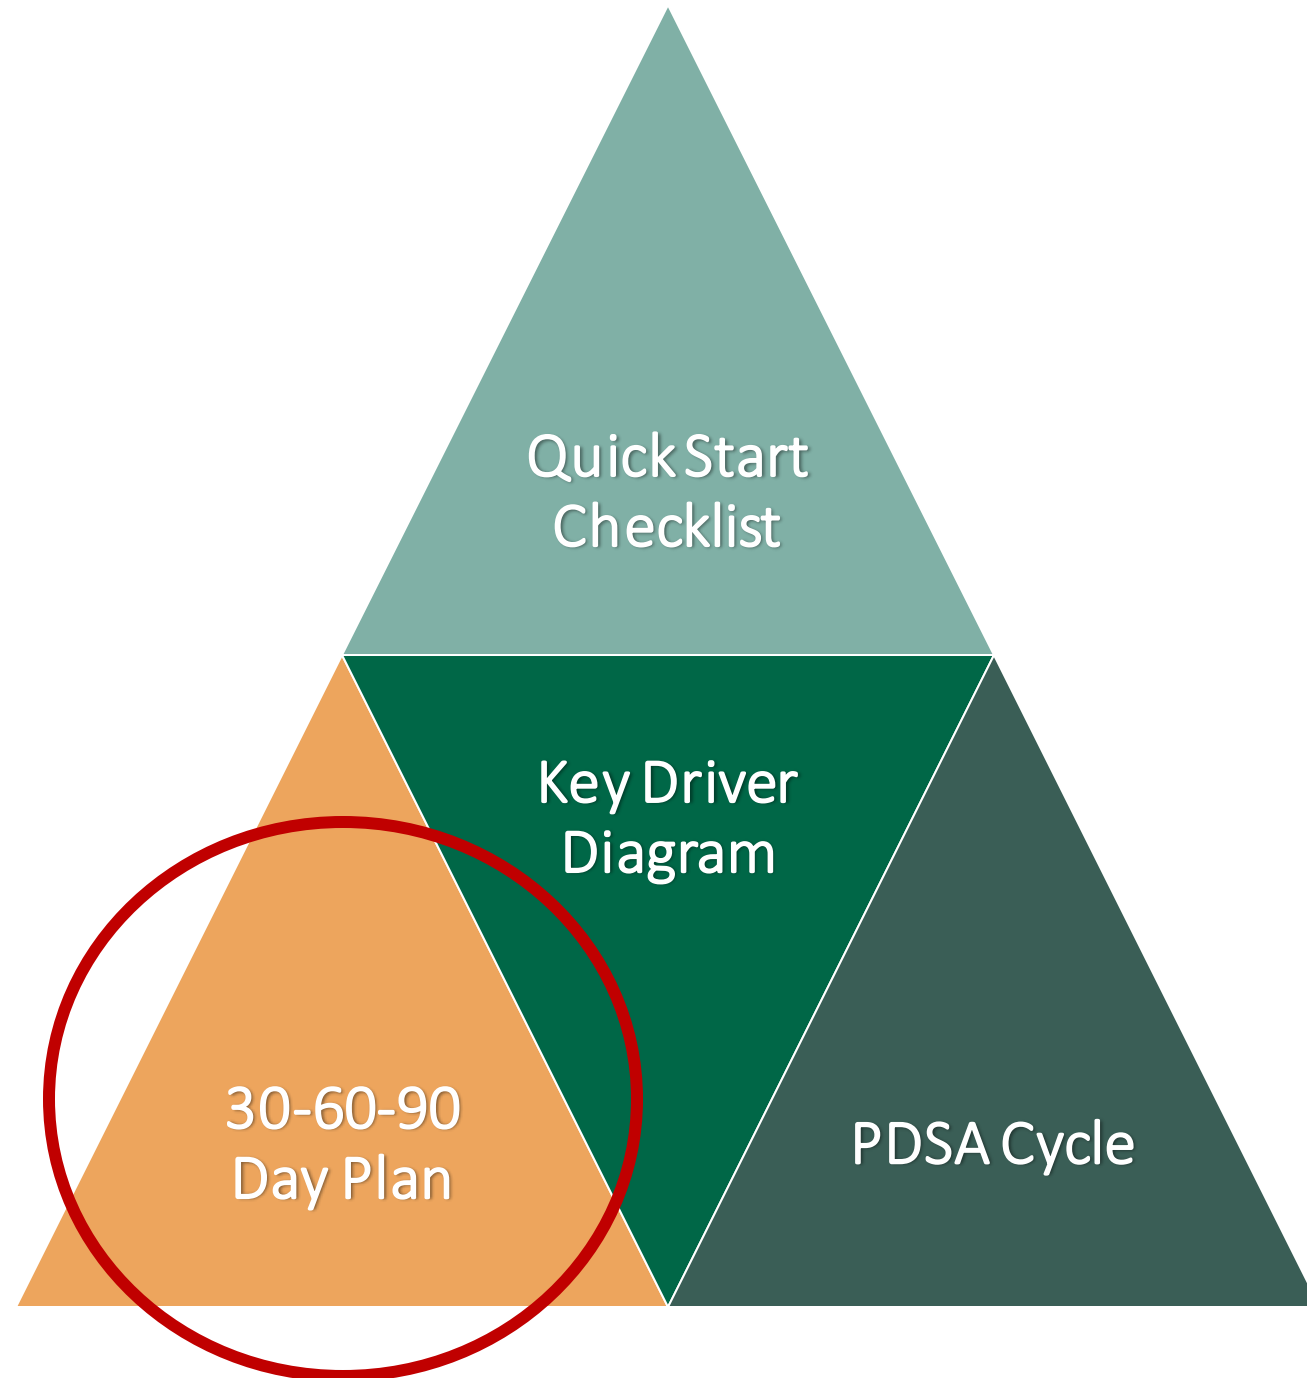 Quick Start
Checklist
Key Driver
Diagram
30-60-90
Day Plan
PDSA Cycle